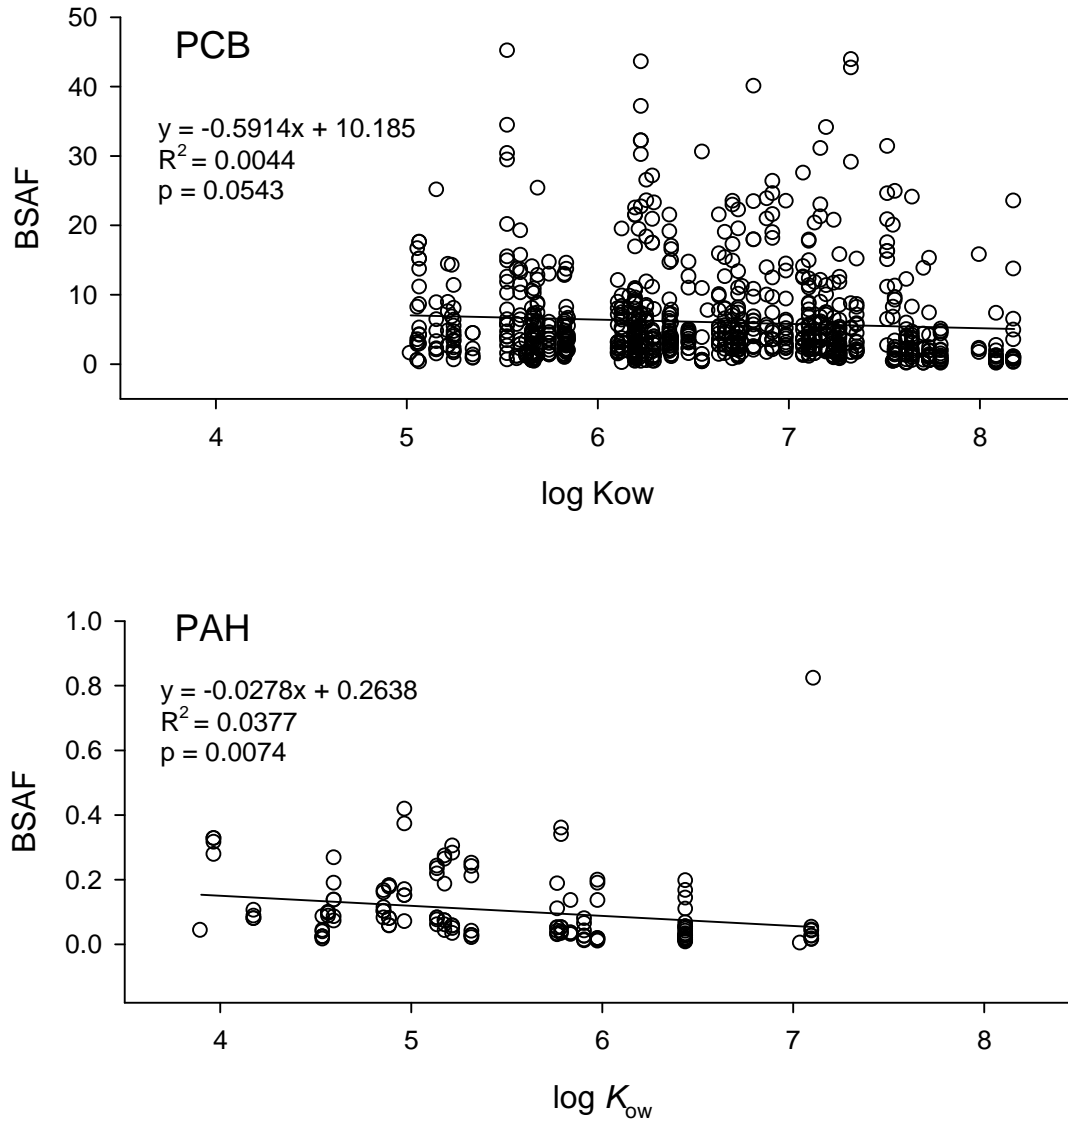 50
PCB
40
y = -0.5914x + 10.185
30
R2 = 0.0044
p = 0.0543
BSAF
20
10
0
4 5 6 7 8
log Kow
1.0
PAH
0.8
y = -0.0278x + 0.2638
R2 = 0.0377
p = 0.0074
0.6
BSAF
0.4
0.2
0.0
4 5 6 7 8
log Kow